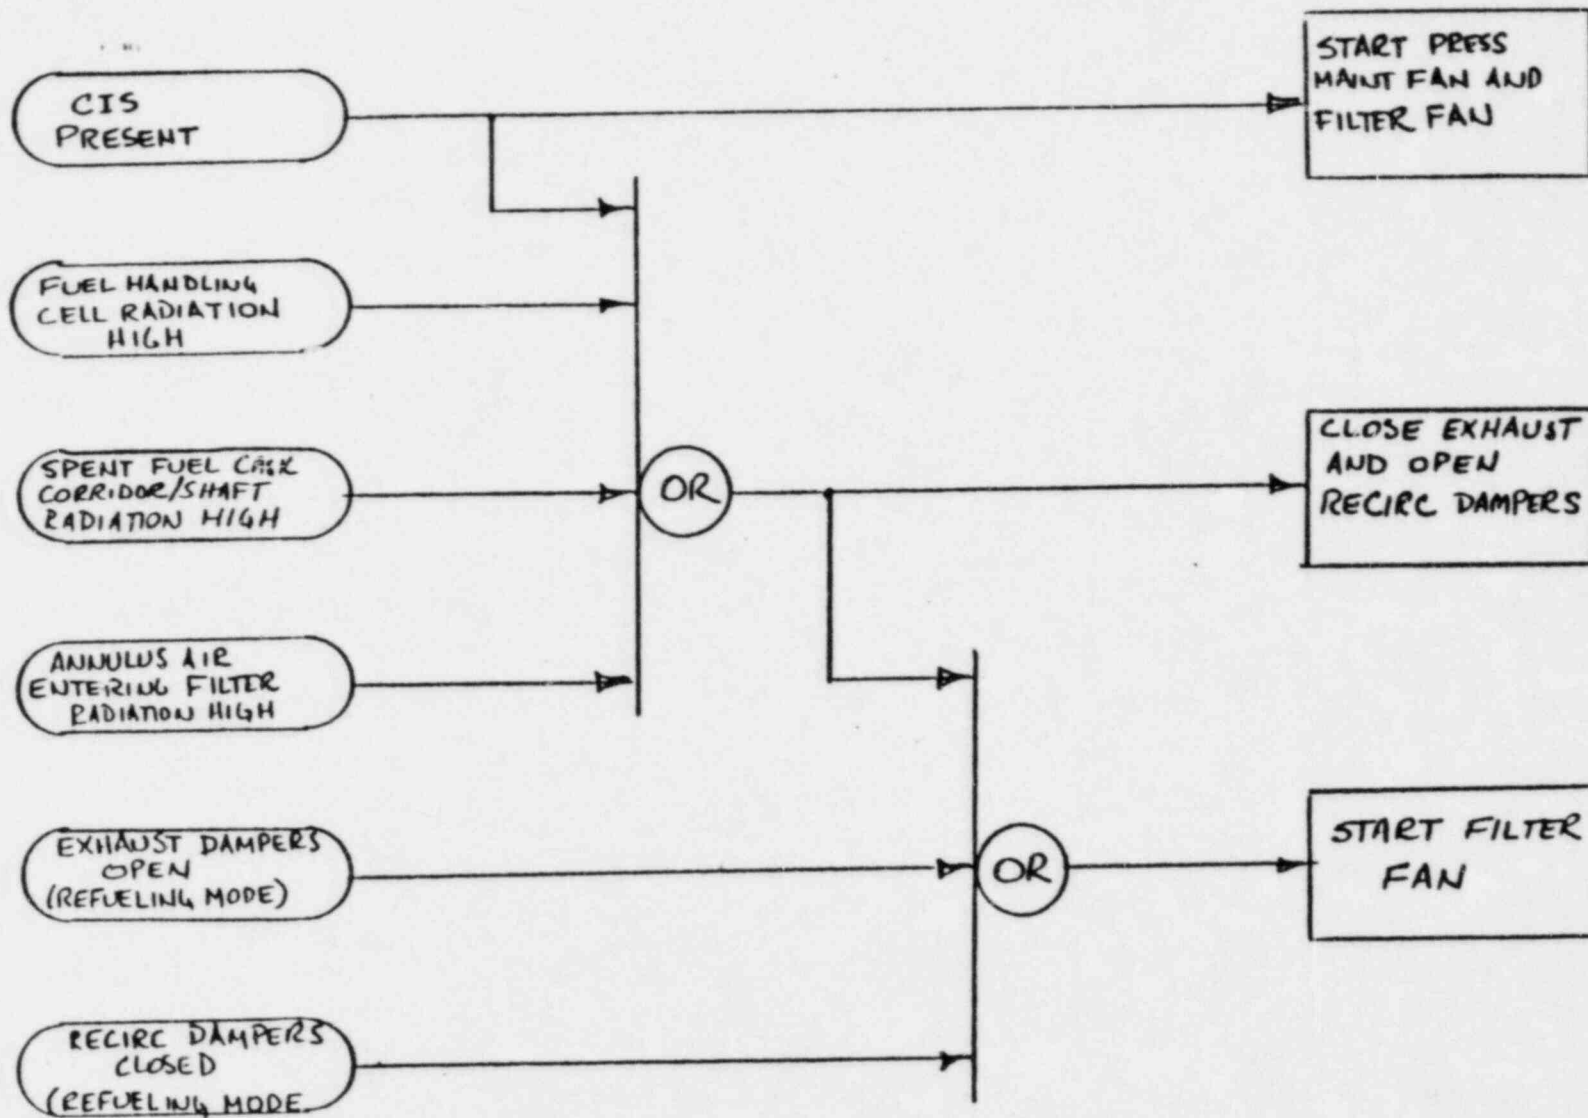 CIS
PRESENT
START PRESS
MAINT FAN AND
FILTER FAN
FUEL HANDLING
CELL RADIATION
HIGH
SPENT FUEL CASK
CORRIDOR/SHAFT
RADIATION HIGH
OR
CLOSE EXHAUST
AND OPEN
RECIRC DAMPERS
ANNULUS AIR
ENTERING FILTER
RADIATION HIGH
EXHAUST DAMPERS
OPEN
(REFUELING MODE)
OR
START FILTER
FAN
RECIRC DAMPERS
CLOSED
(REFUELING MODE